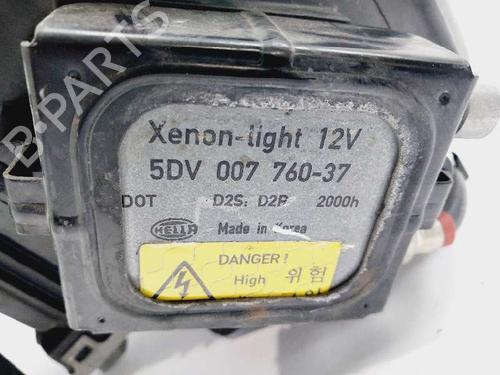 B-PARTS
Xenon-light 12V
5DV 007 760-37
DOT D2S; D2R 2000h
HELLA Made in Korea
DANGER!
High 위험